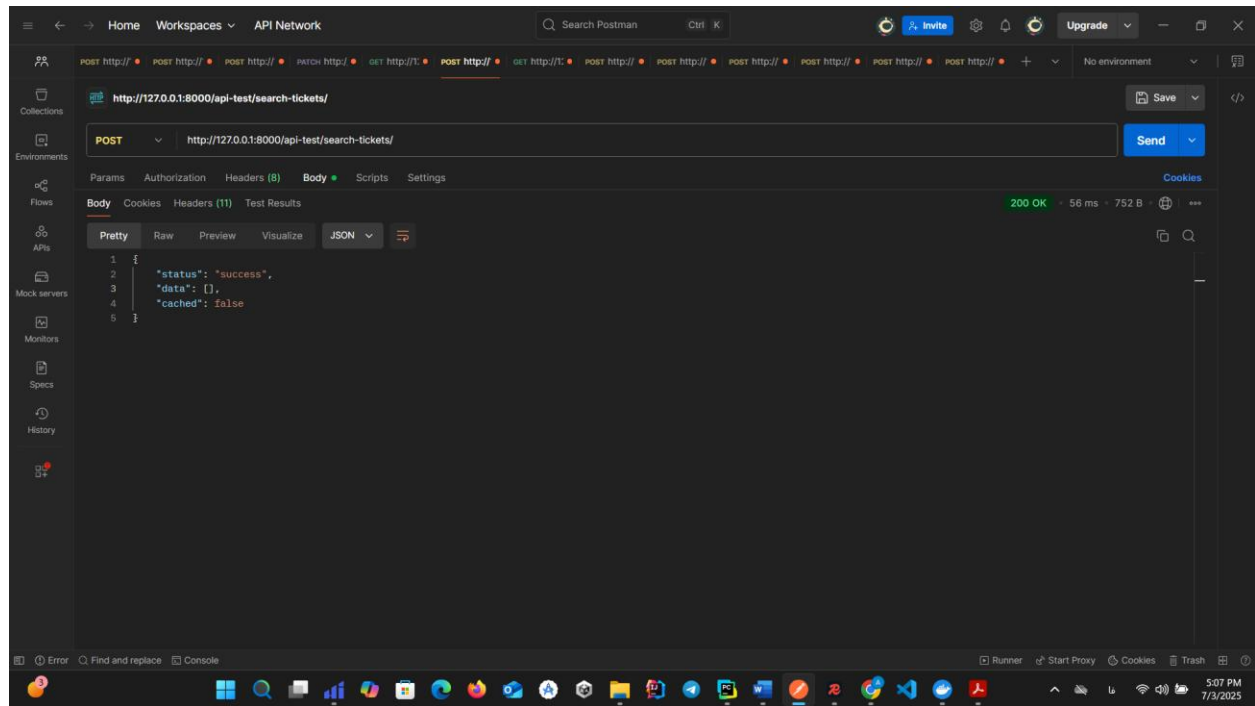 Home Workspaces API Network Search Postman Ctrl K Invite Upgrade
POST http:// POST http:// POST http:// PATCH http:/ GET http://1: POST http:// GET http://1: POST http:// POST http:// POST http:// POST http:// POST http:// POST http:// No environment
http://127.0.0.1:8000/api-test/search-tickets/ Save
POST http://127.0.0.1:8000/api-test/search-tickets/ Send
Params Authorization Headers (8) Body Scripts Settings Cookies
Body Cookies Headers (11) Test Results 200 OK 56 ms 752 B
Pretty Raw Preview Visualize JSON
1 {
2 "status": "success",
3 "data": [],
4 "cached": false
5 }
Collections
Environments
Flows
APIs
Mock servers
Monitors
Specs
History
Error Find and replace Console Runner Start Proxy Cookies Trash
3 فا 5:07 PM
7/3/2025